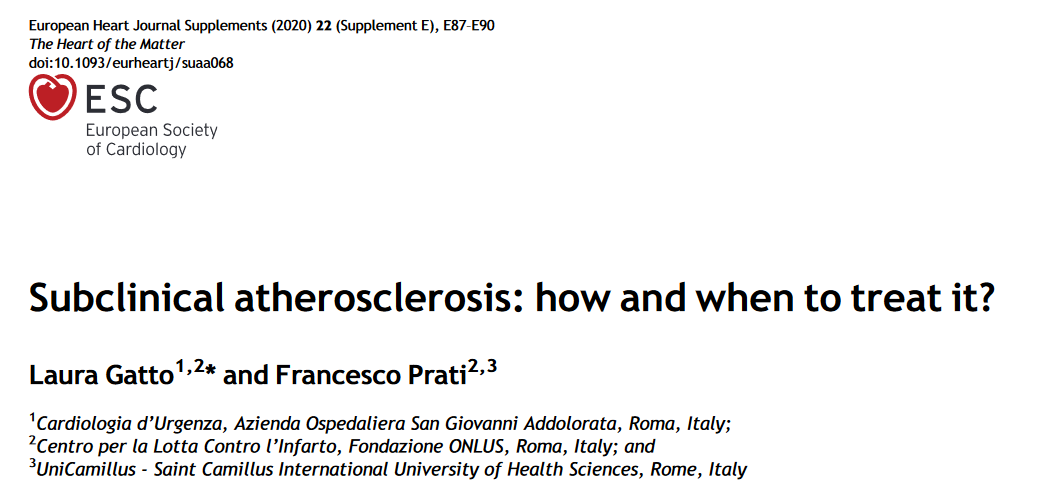 European Heart Journal Supplements (2020) 22 (Supplement E), E87–E90
The Heart of the Matter
doi:10.1093/eurheartj/suaa068
ESC
European Society
of Cardiology
Subclinical atherosclerosis: how and when to treat it?
Laura Gatto1,2* and Francesco Prati2,3
1Cardiologia d’Urgenza, Azienda Ospedaliera San Giovanni Addolorata, Roma, Italy;
2Centro per la Lotta Contro l’Infarto, Fondazione ONLUS, Roma, Italy; and
3UniCamillus - Saint Camillus International University of Health Sciences, Rome, Italy